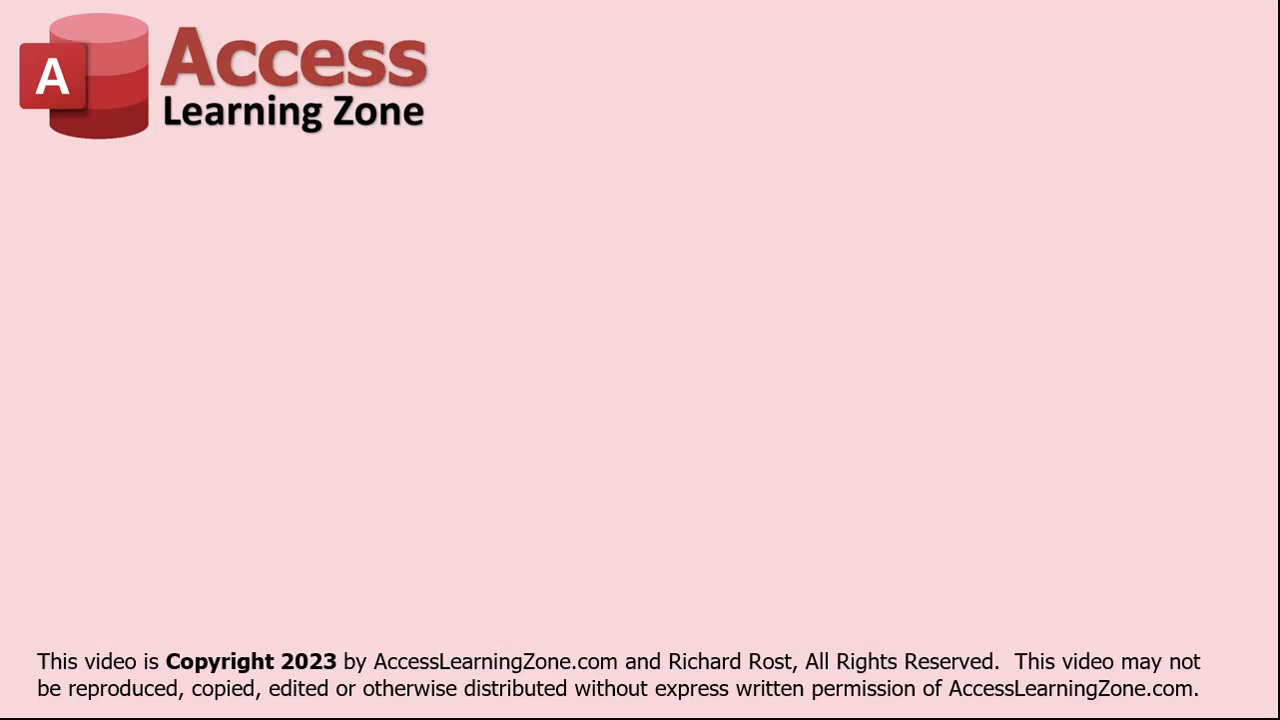 A
Access
Learning Zone
This video is Copyright 2023 by AccessLearningZone.com and Richard Rost, All Rights Reserved.  This video may not
be reproduced, copied, edited or otherwise distributed without express written permission of AccessLearningZone.com.